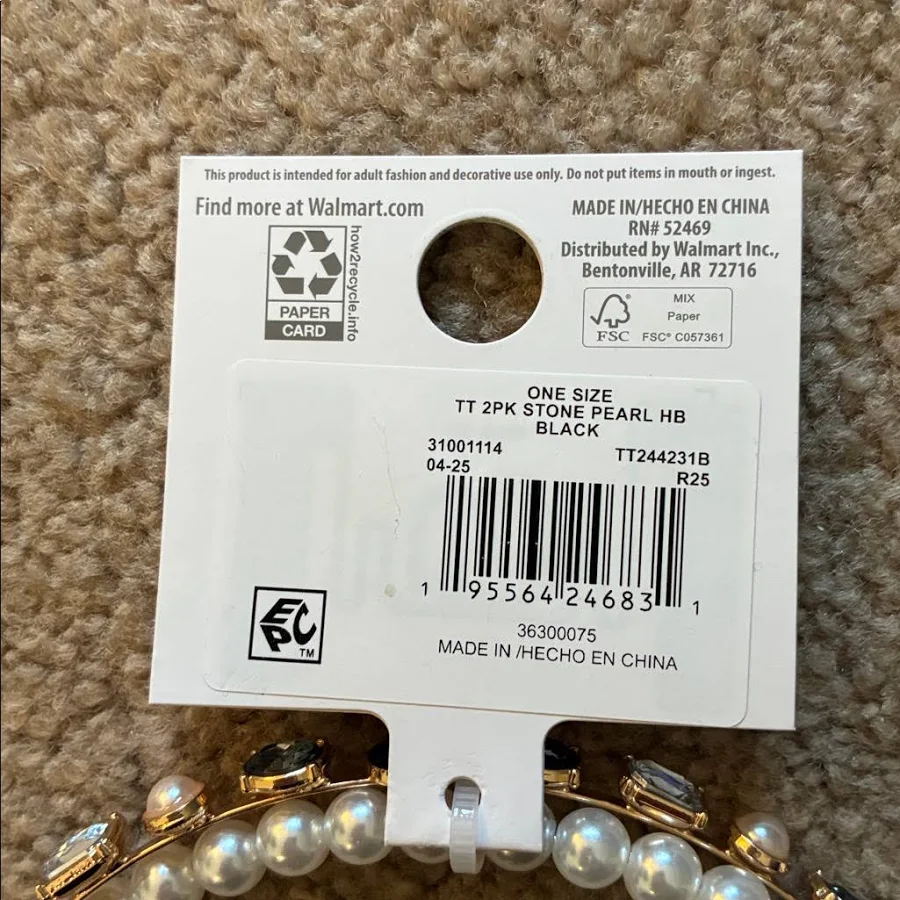 This product is intended for adult fashion and decorative use only. Do not put items in mouth or ingest.
Find more at Walmart.com
how2recycle.info
PAPER
CARD
MADE IN/HECHO EN CHINA
RN# 52469
Distributed by Walmart Inc.,
Bentonville, AR 72716
FSC
MIX
Paper
FSC® C057361
ONE SIZE
TT 2PK STONE PEARL HB
BLACK
31001114 TT244231B
04-25 R25
1 95564 24683 1
36300075
MADE IN /HECHO EN CHINA
EPC
TM